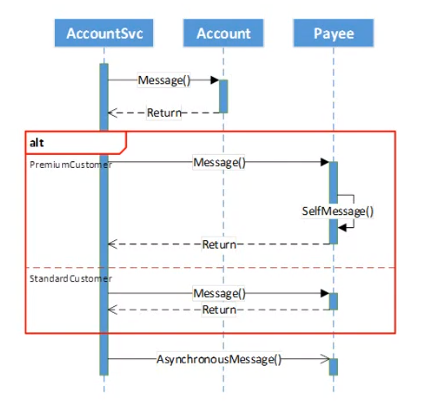 AccountSvc Account Payee
Message()
Return
alt
PremiumCustomer Message()
SelfMessage()
Return
StandardCustomer
Message()
Return
AsynchronousMessage()